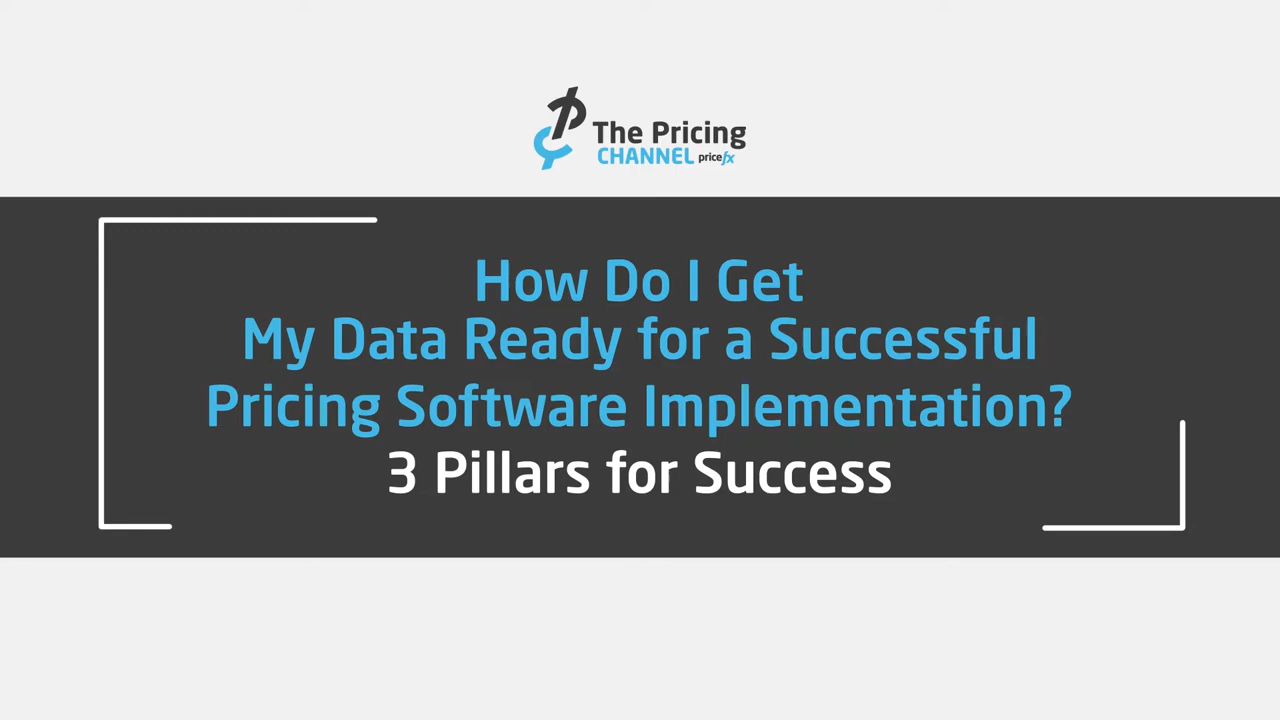 The Pricing
CHANNEL pricefx
How Do I Get
My Data Ready for a Successful
Pricing Software Implementation?
3 Pillars for Success